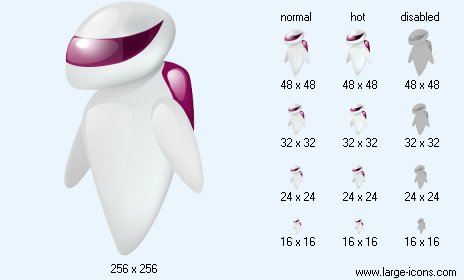 normal hot disabled
48 x 48 48 x 48 48 x 48
32 x 32 32 x 32 32 x 32
24 x 24 24 x 24 24 x 24
16 x 16 16 x 16 16 x 16
256 x 256
www.large-icons.com